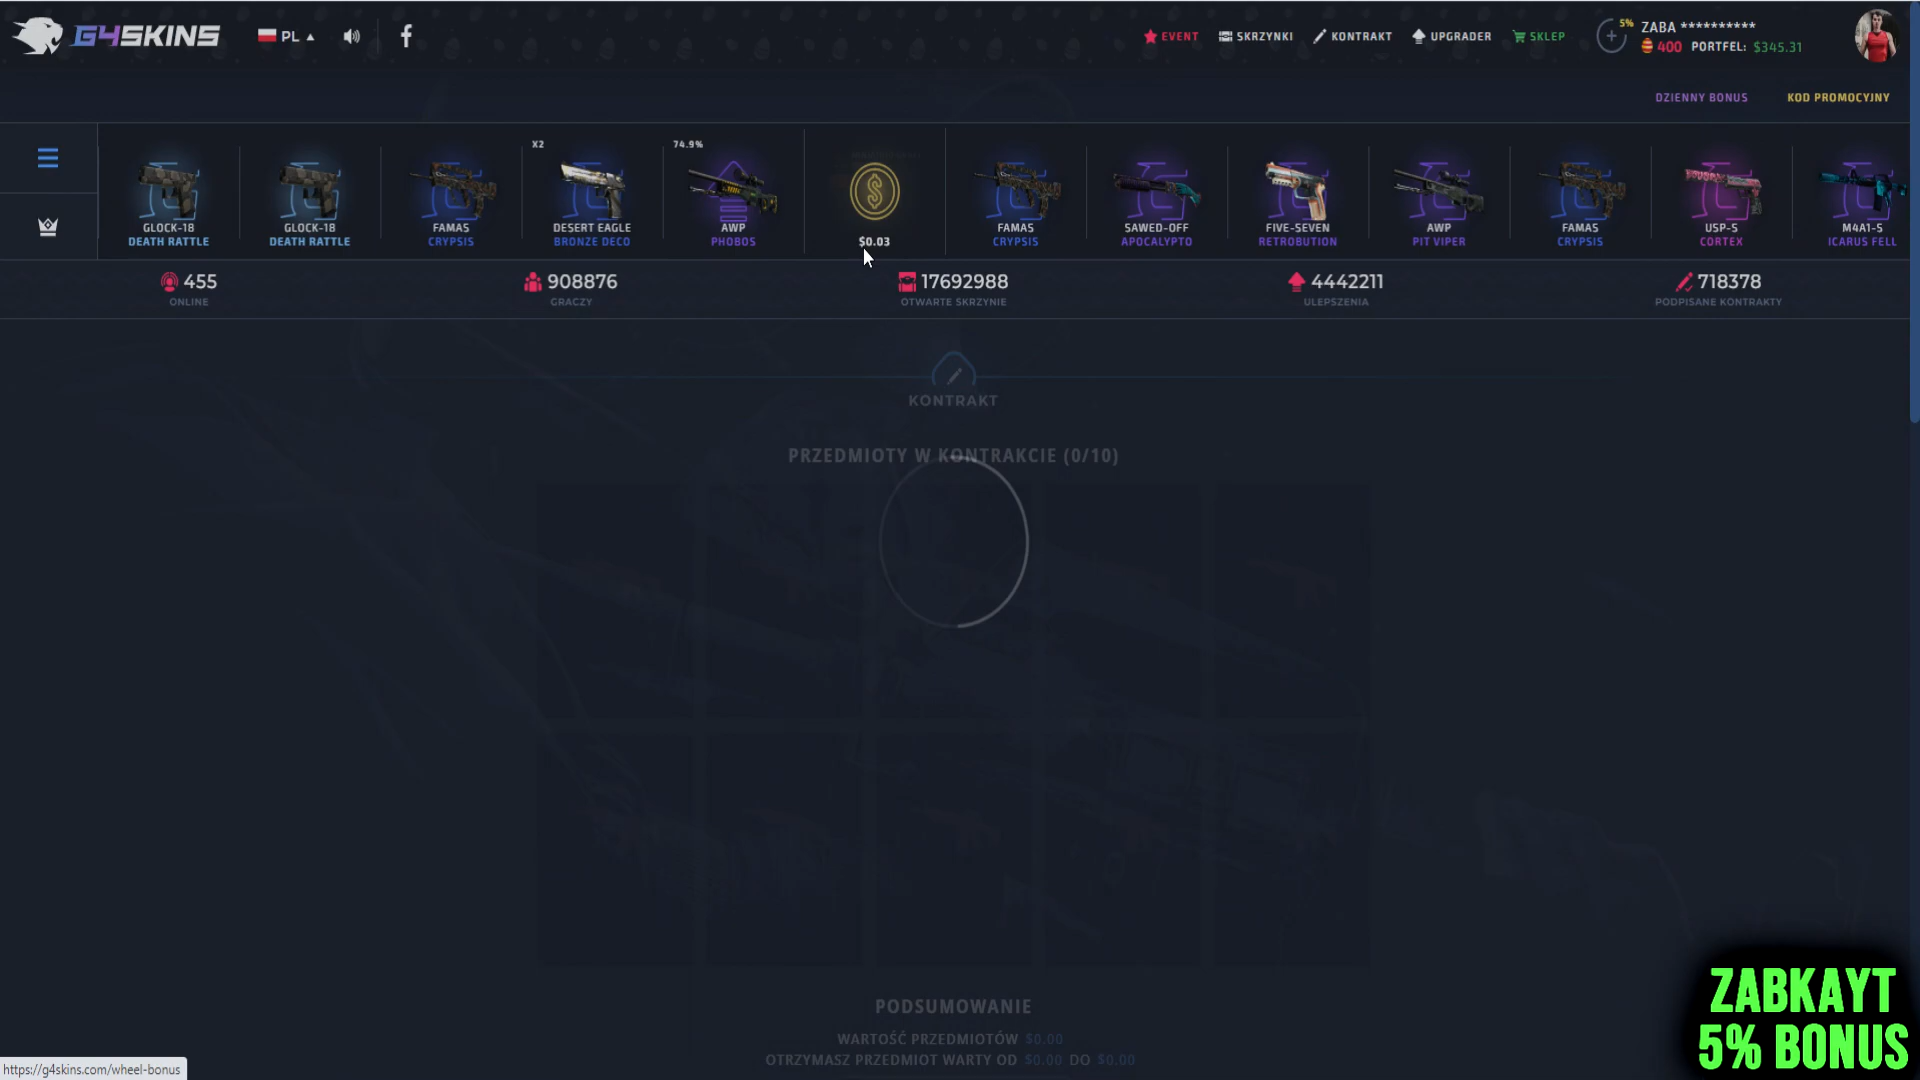 G4SKINS
PL
EVENT
SKRZYNKI
KONTRAKT
UPGRADER
SKLEP
5%
ZABA **********
400 PORTFEL: $345.31
DZIENNY BONUS
KOD PROMOCYJNY
GLOCK-18
DEATH RATTLE
GLOCK-18
DEATH RATTLE
FAMAS
CRYPSIS
X2
DESERT EAGLE
BRONZE DECO
74.9%
AWP
PHOBOS
$0.03
FAMAS
CRYPSIS
SAWED-OFF
APOCALYPTO
FIVE-SEVEN
RETROBUTION
AWP
PIT VIPER
FAMAS
CRYPSIS
USP-S
CORTEX
M4A1-S
ICARUS FELL
455
ONLINE
908876
GRACZY
17692988
OTWARTE SKRZYNIE
4442211
ULEPSZENIA
718378
PODPISANE KONTRAKTY
KONTRAKT
PRZEDMIOTY W KONTRAKCIE (0/10)
PODSUMOWANIE
WARTOŚĆ PRZEDMIOTÓW $0.00
OTRZYMASZ PRZEDMIOT WARTY OD $0.00 DO $0.00
ZABKAYT
5% BONUS
https://g4skins.com/wheel-bonus